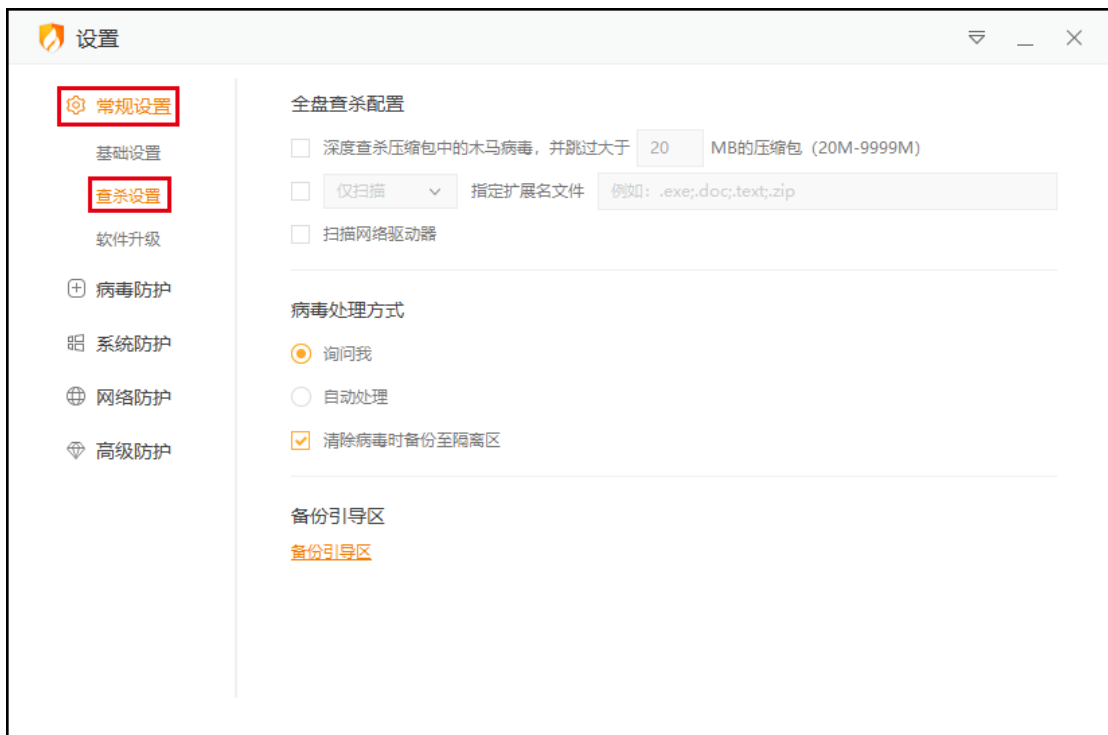 设置
常规设置
基础设置
查杀设置
软件升级
病毒防护
系统防护
网络防护
高级防护
全盘查杀配置
深度查杀压缩包中的木马病毒，并跳过大于 20 MB的压缩包（20M-9999M）
仅扫描 指定扩展名文件 例如：.exe;.doc;.text;.zip
扫描网络驱动器
病毒处理方式
询问我
自动处理
清除病毒时备份至隔离区
备份引导区
备份引导区